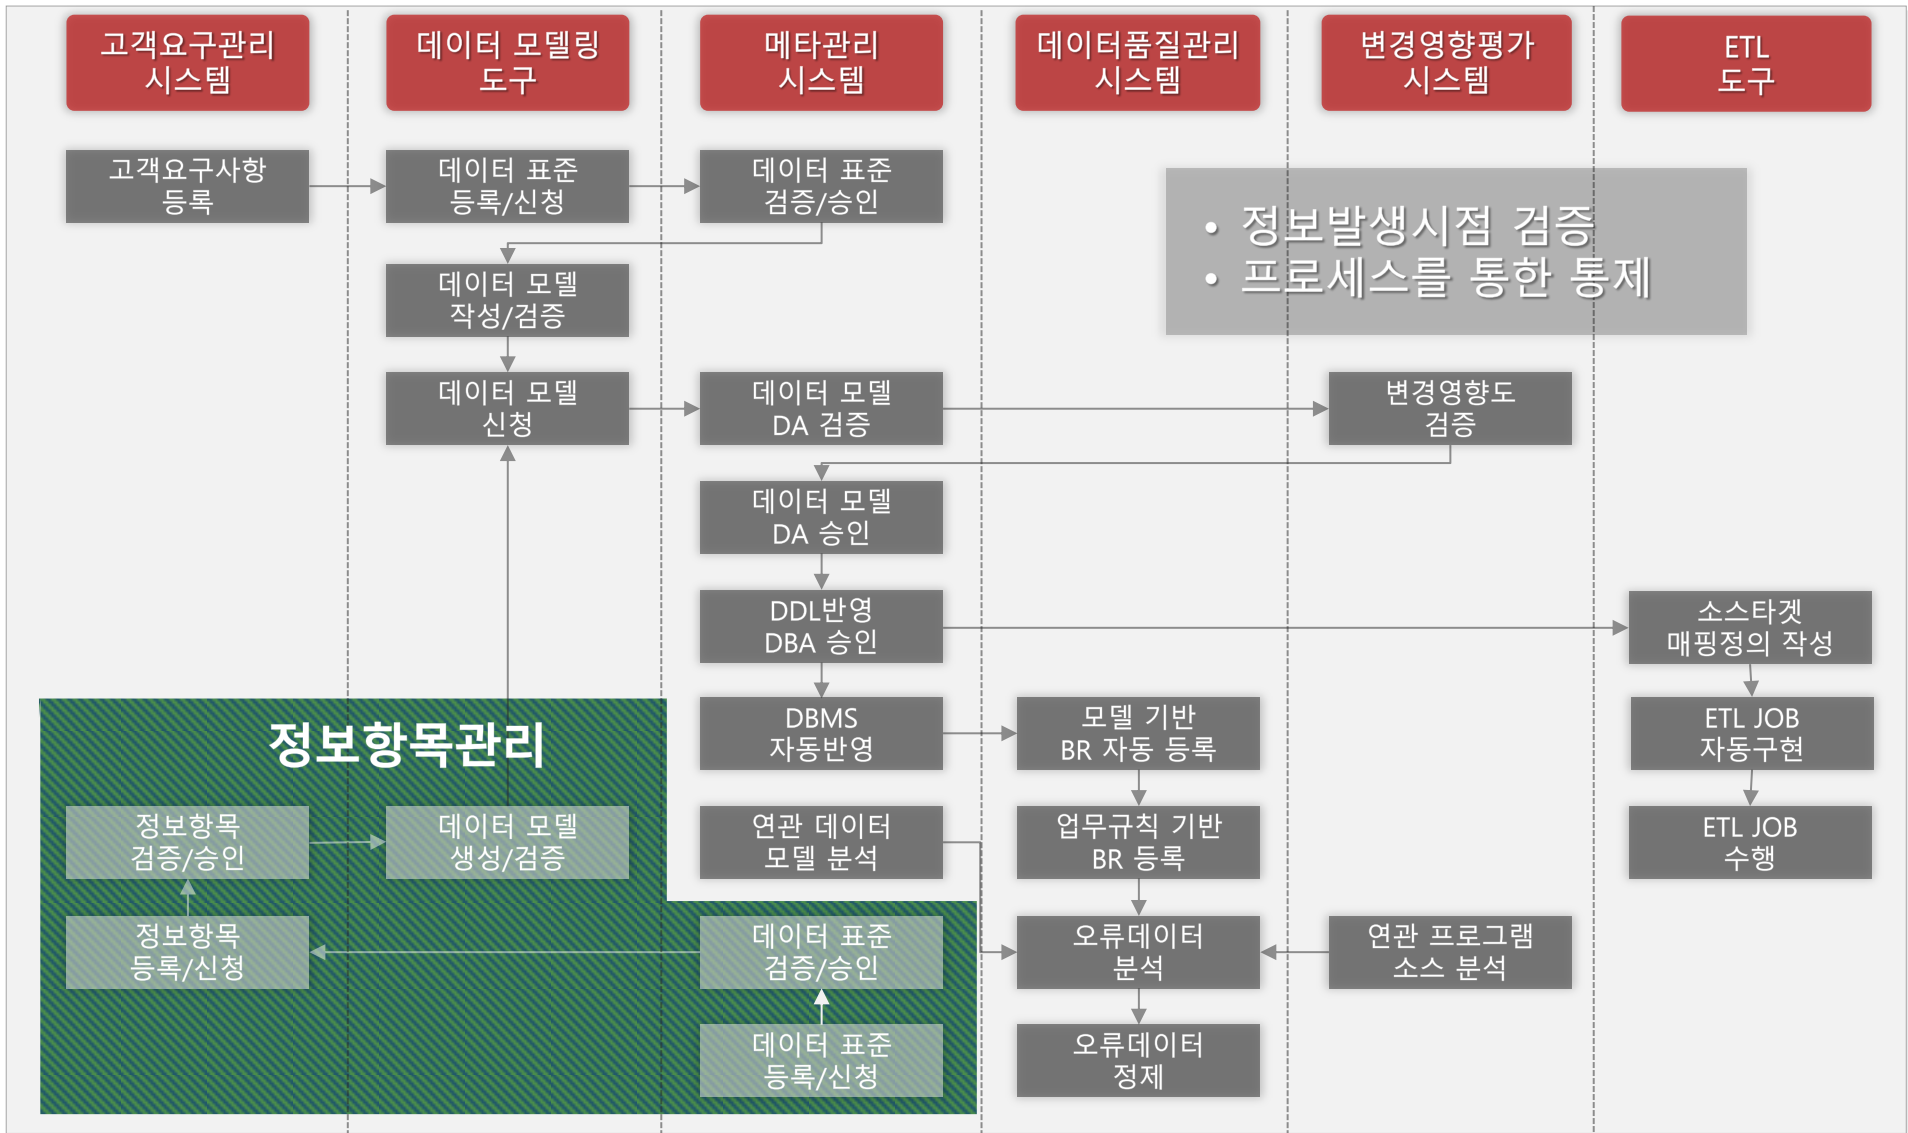 고객요구관리
시스템
데이터 모델링
도구
메타관리
시스템
데이터품질관리
시스템
변경영향평가
시스템
ETL
도구
고객요구사항
등록
데이터 표준
등록/신청
데이터 표준
검증/승인
• 정보발생시점 검증
• 프로세스를 통한 통제
데이터 모델
작성/검증
데이터 모델
신청
데이터 모델
DA 검증
변경영향도
검증
데이터 모델
DA 승인
DDL반영
DBA 승인
소스타겟
매핑정의 작성
정보항목관리
DBMS
자동반영
모델 기반
BR 자동 등록
ETL JOB
자동구현
정보항목
검증/승인
데이터 모델
생성/검증
연관 데이터
모델 분석
업무규칙 기반
BR 등록
ETL JOB
수행
정보항목
등록/신청
데이터 표준
검증/승인
오류데이터
분석
연관 프로그램
소스 분석
데이터 표준
등록/신청
오류데이터
정제